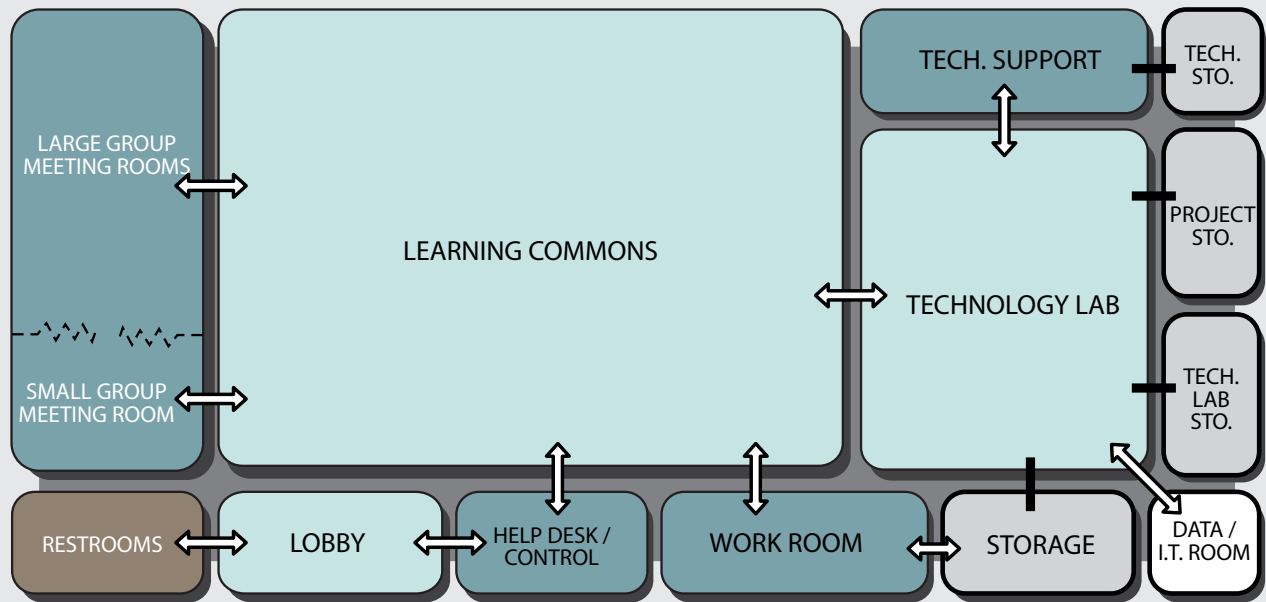 LARGE GROUP
MEETING ROOMS
SMALL GROUP
MEETING ROOM
LEARNING COMMONS
TECH. SUPPORT
TECH.
STO.
TECHNOLOGY LAB
PROJECT
STO.
TECH.
LAB
STO.
RESTROOMS
LOBBY
HELP DESK /
CONTROL
WORK ROOM
STORAGE
DATA /
I.T. ROOM